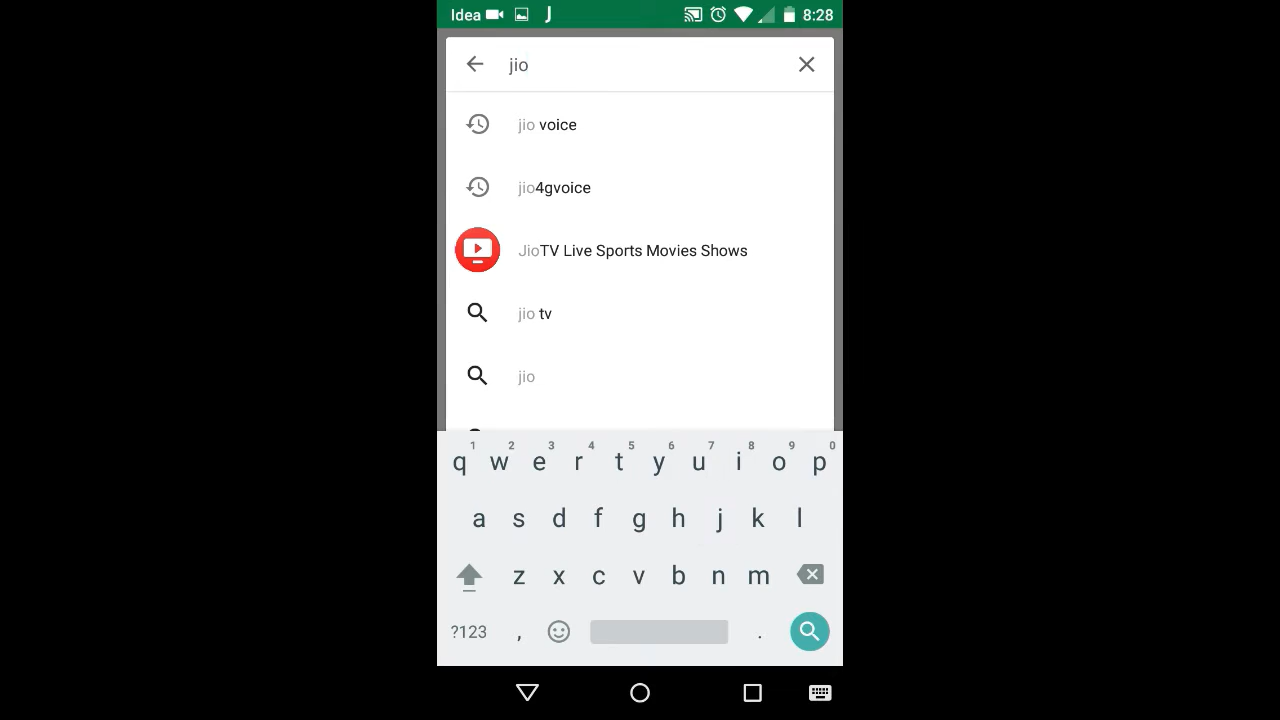 Idea J 8:28
jio
jio voice
jio4gvoice
JioTV Live Sports Movies Shows
jio tv
jio
1 2 3 4 5 6 7 8 9 0
q w e r t y u i o p
a s d f g h j k l
z x c v b n m
?123 , .